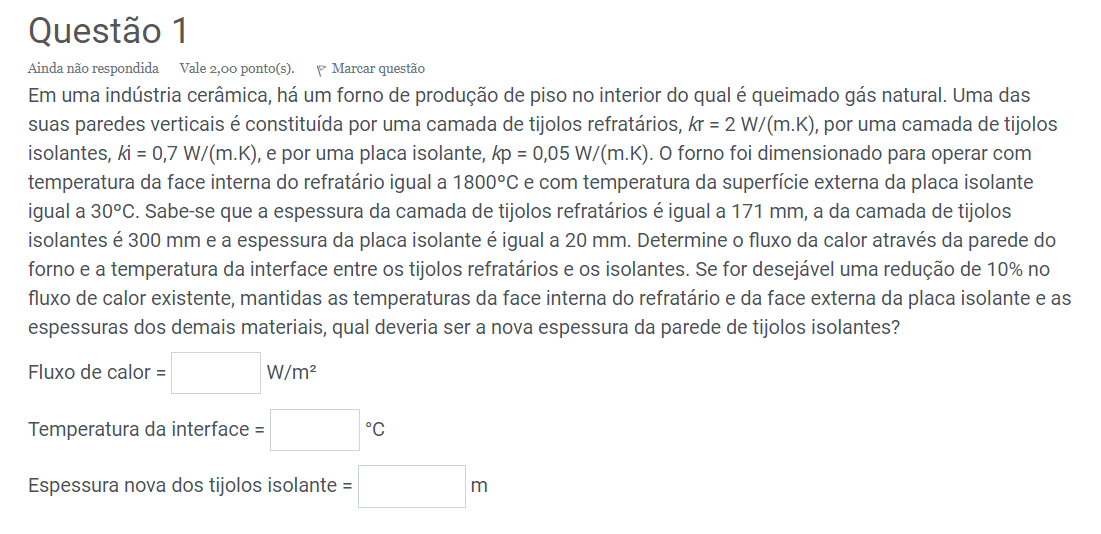 Questão 1
Ainda não respondida Vale 2,00 ponto(s). Marcar questão
Em uma indústria cerâmica, há um forno de produção de piso no interior do qual é queimado gás natural. Uma das
suas paredes verticais é constituída por uma camada de tijolos refratários, kr = 2 W/(m.K), por uma camada de tijolos
isolantes, ki = 0,7 W/(m.K), e por uma placa isolante, kp = 0,05 W/(m.K). O forno foi dimensionado para operar com
temperatura da face interna do refratário igual a 1800ºC e com temperatura da superfície externa da placa isolante
igual a 30ºC. Sabe-se que a espessura da camada de tijolos refratários é igual a 171 mm, a da camada de tijolos
isolantes é 300 mm e a espessura da placa isolante é igual a 20 mm. Determine o fluxo da calor através da parede do
forno e a temperatura da interface entre os tijolos refratários e os isolantes. Se for desejável uma redução de 10% no
fluxo de calor existente, mantidas as temperaturas da face interna do refratário e da face externa da placa isolante e as
espessuras dos demais materiais, qual deveria ser a nova espessura da parede de tijolos isolantes?
Fluxo de calor = W/m²
Temperatura da interface = °C
Espessura nova dos tijolos isolante = m